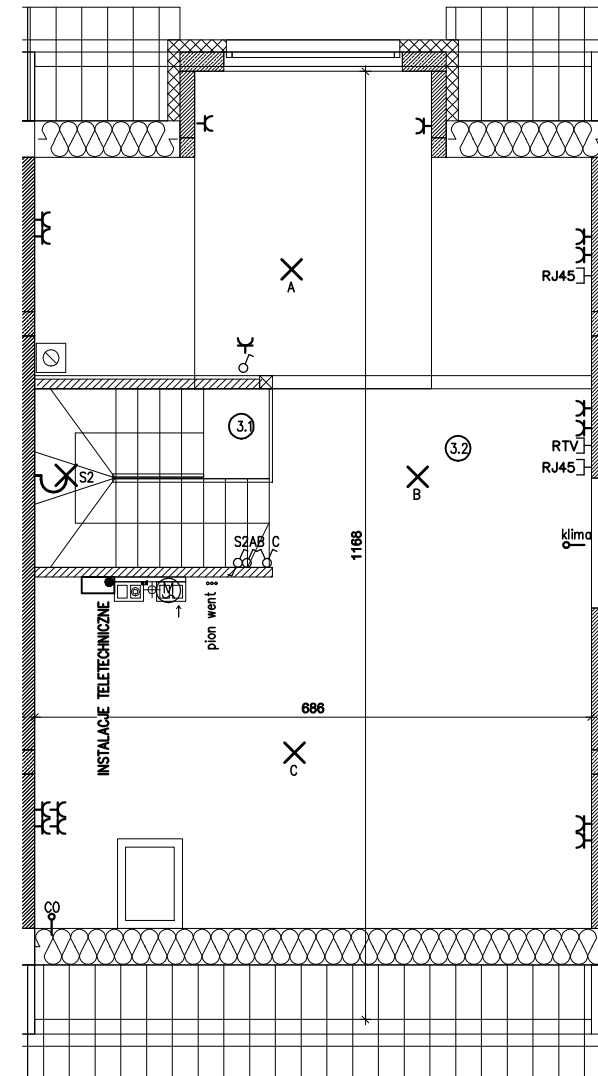 RJ45
A
3.1
3.2
RTV
RJ45
S2
B
klima
S2AB C
1168
pion went
INSTALACJE TELETECHNICZNE
686
C
CO